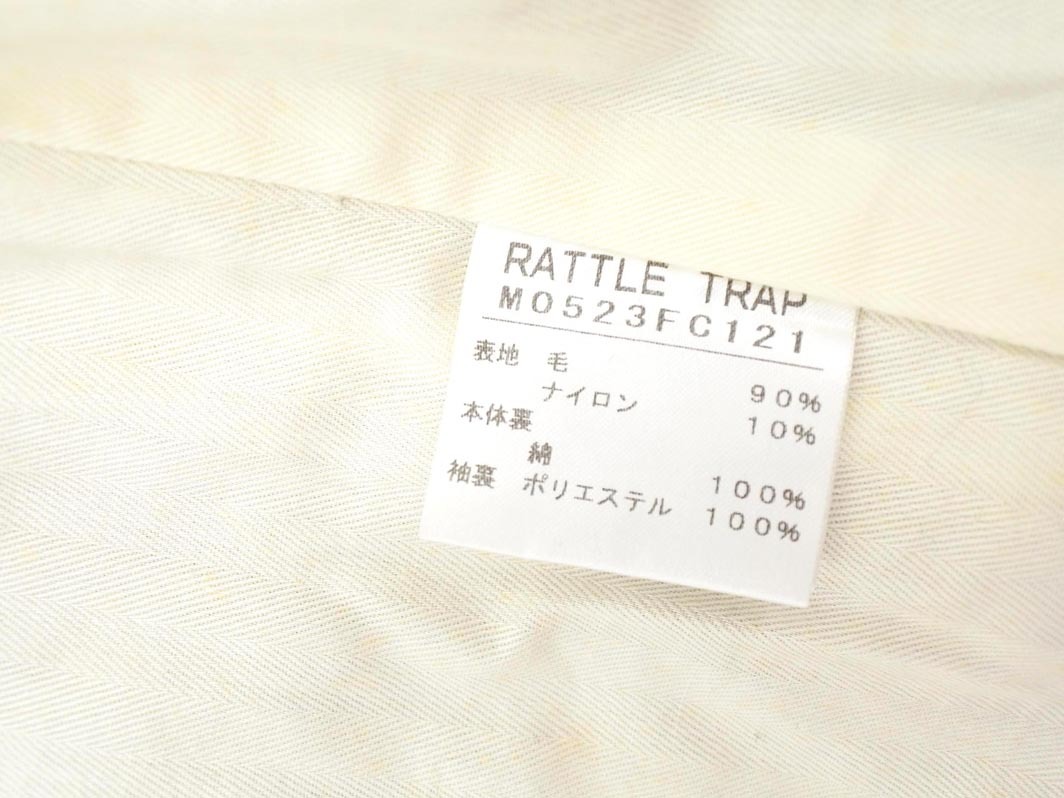 RATTLE TRAP
M0523FC121
表地 毛 90%
ナイロン 10%
本体裏
綿 100%
袖裏 ポリエステル 100%